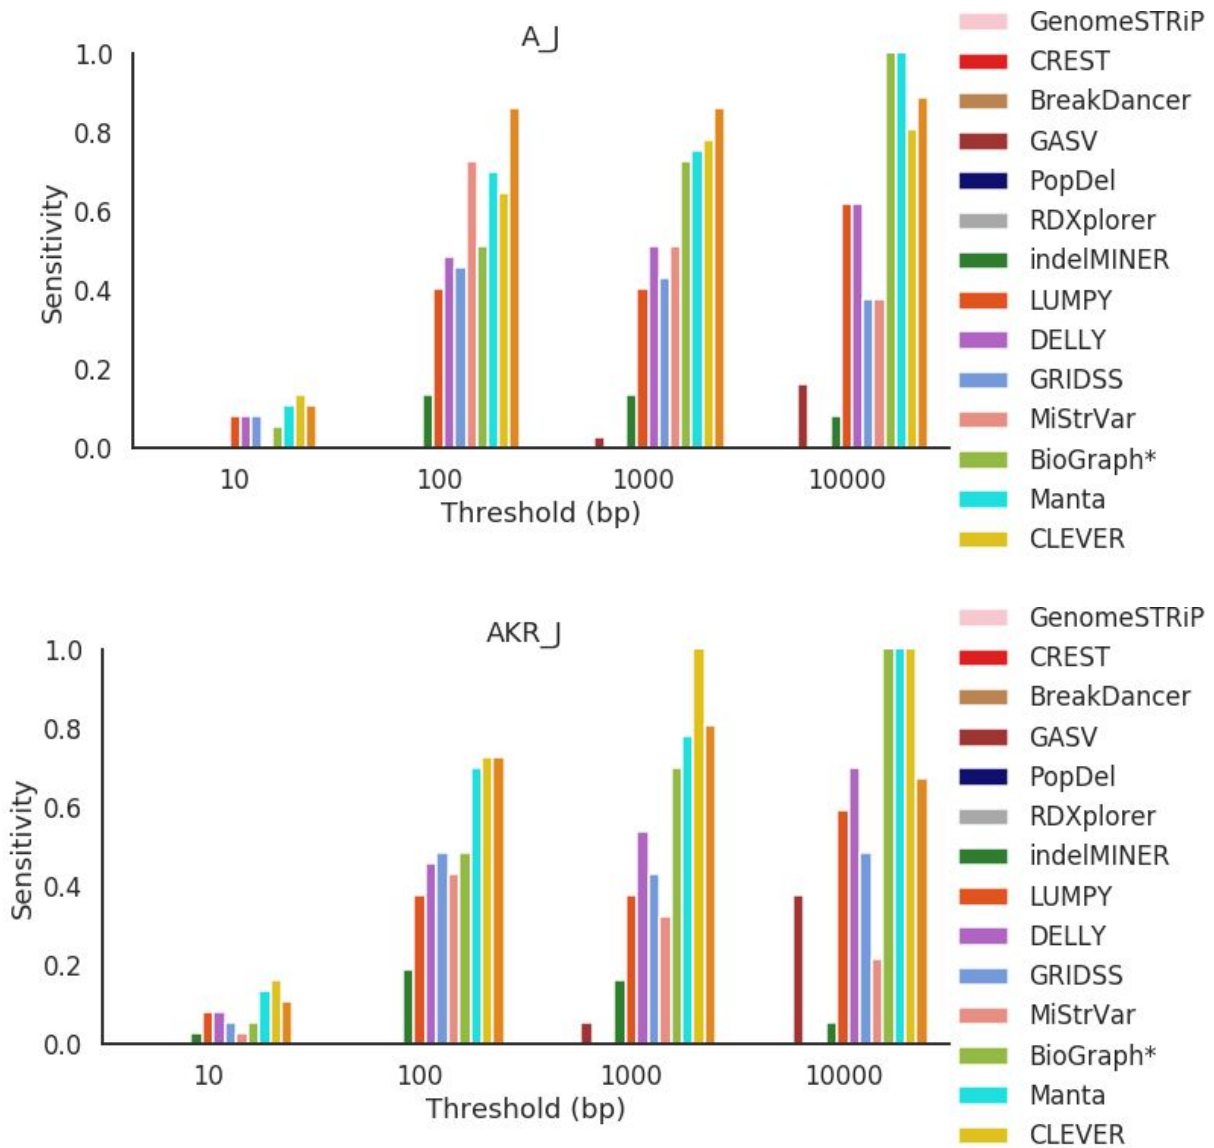 A_J
Sensitivity
1.0
0.8
0.6
0.4
0.2
0.0
10 100 1000 10000
Threshold (bp)
GenomeSTRiP
CREST
BreakDancer
GASV
PopDel
RDXplorer
indelMINER
LUMPY
DELLY
GRIDSS
MiStrVar
BioGraph*
Manta
CLEVER
AKR_J
Sensitivity
1.0
0.8
0.6
0.4
0.2
0.0
10 100 1000 10000
Threshold (bp)
GenomeSTRiP
CREST
BreakDancer
GASV
PopDel
RDXplorer
indelMINER
LUMPY
DELLY
GRIDSS
MiStrVar
BioGraph*
Manta
CLEVER